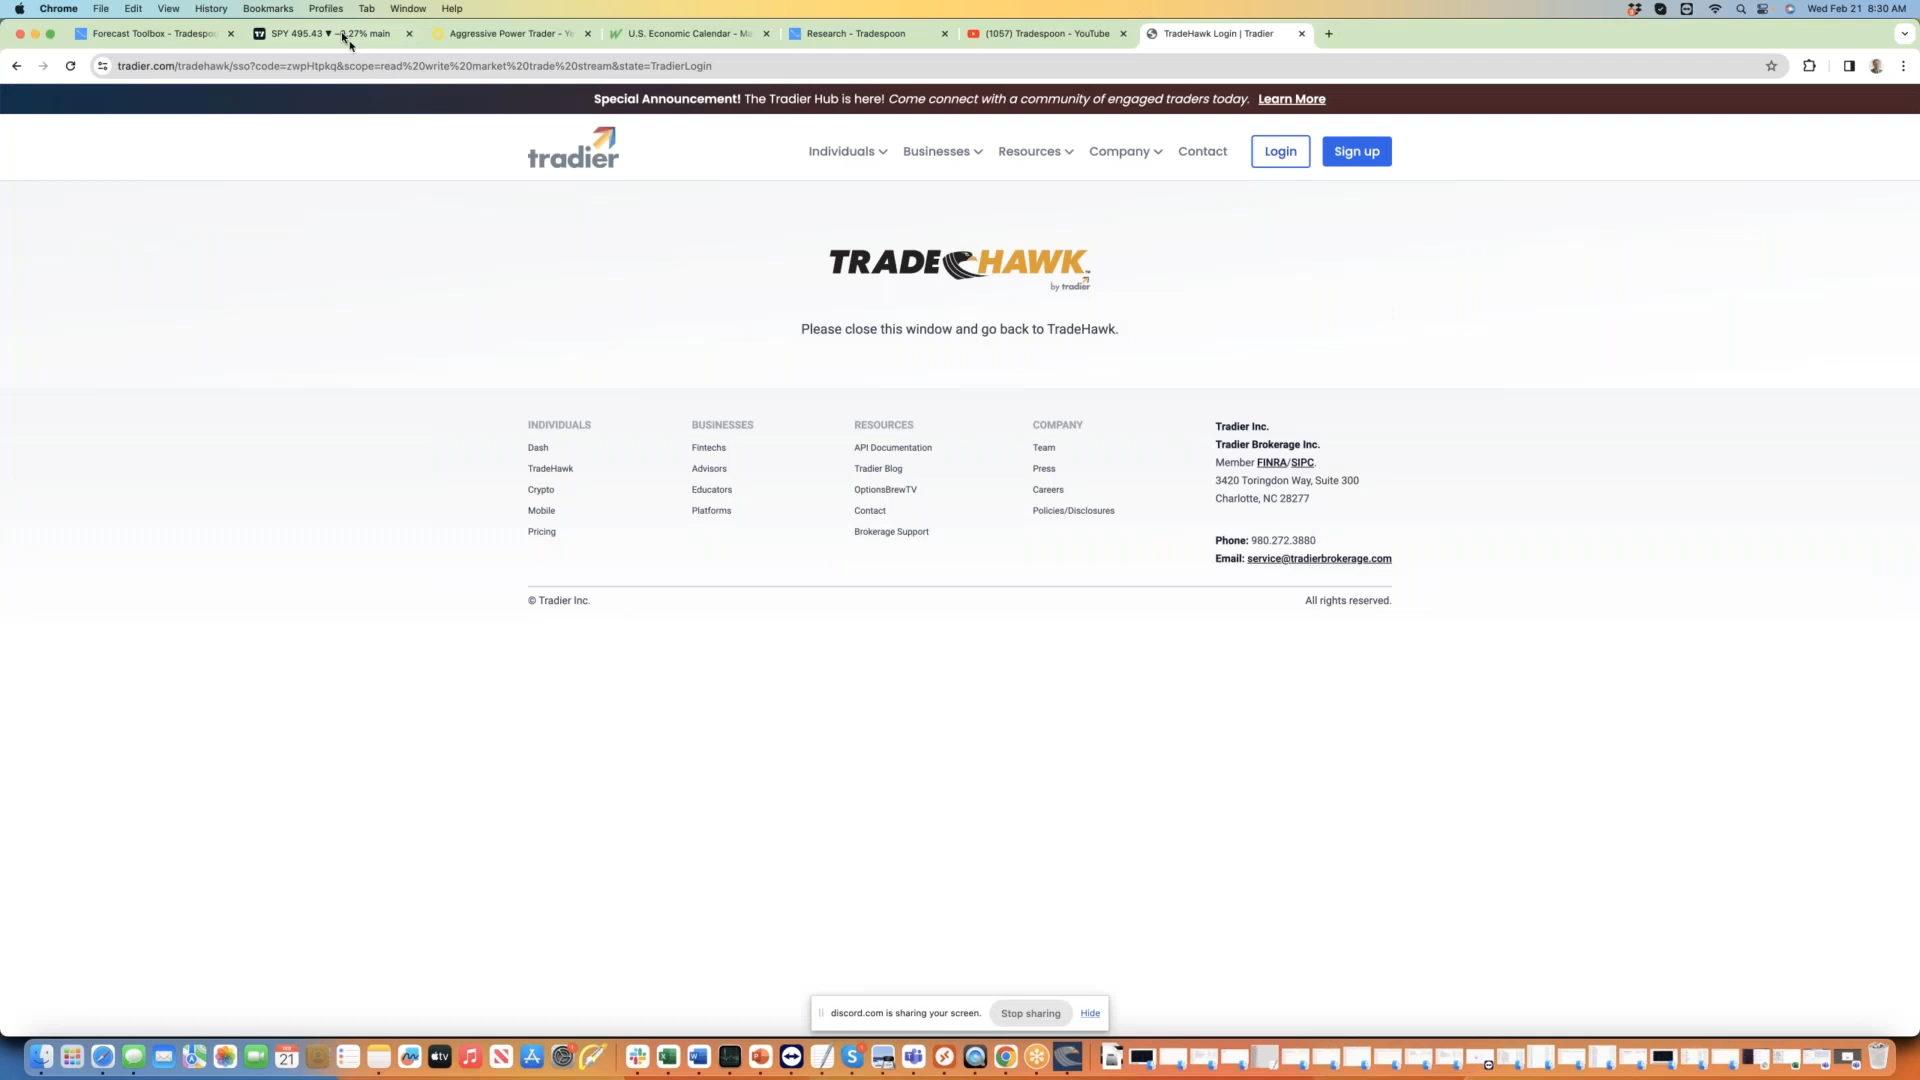 Chrome File Edit View History Bookmarks Profiles Tab Window Help Wed Feb 21 8:30 AM
Forecast Toolbox - Tradespoo SPY 495.43 ▼ main Aggressive Power Trader - Yo U.S. Economic Calendar - Ma Research - Tradespoon (1057) Tradespoon - YouTube TradeHawk Login | Tradier
tradier.com/tradehawk/sso?code=zwpHtpkq&scope=read%20write%20market%20trade%20stream&state=TradierLogin
Special Announcement! The Tradier Hub is here! Come connect with a community of engaged traders today. Learn More
tradier Individuals Businesses Resources Company Contact Login Sign up
TRADEHAWK™
by tradier
Please close this window and go back to TradeHawk.
INDIVIDUALS
Dash
TradeHawk
Crypto
Mobile
Pricing
BUSINESSES
Fintechs
Advisors
Educators
Platforms
RESOURCES
API Documentation
Tradier Blog
OptionsBrewTV
Contact
Brokerage Support
COMPANY
Team
Press
Careers
Policies/Disclosures
Tradier Inc.
Tradier Brokerage Inc.
Member FINRA/SIPC.
3420 Toringdon Way, Suite 300
Charlotte, NC 28277
Phone: 980.272.3880
Email: service@tradierbrokerage.com
© Tradier Inc. All rights reserved.
discord.com is sharing your screen. Stop sharing Hide
FEB
21
tv